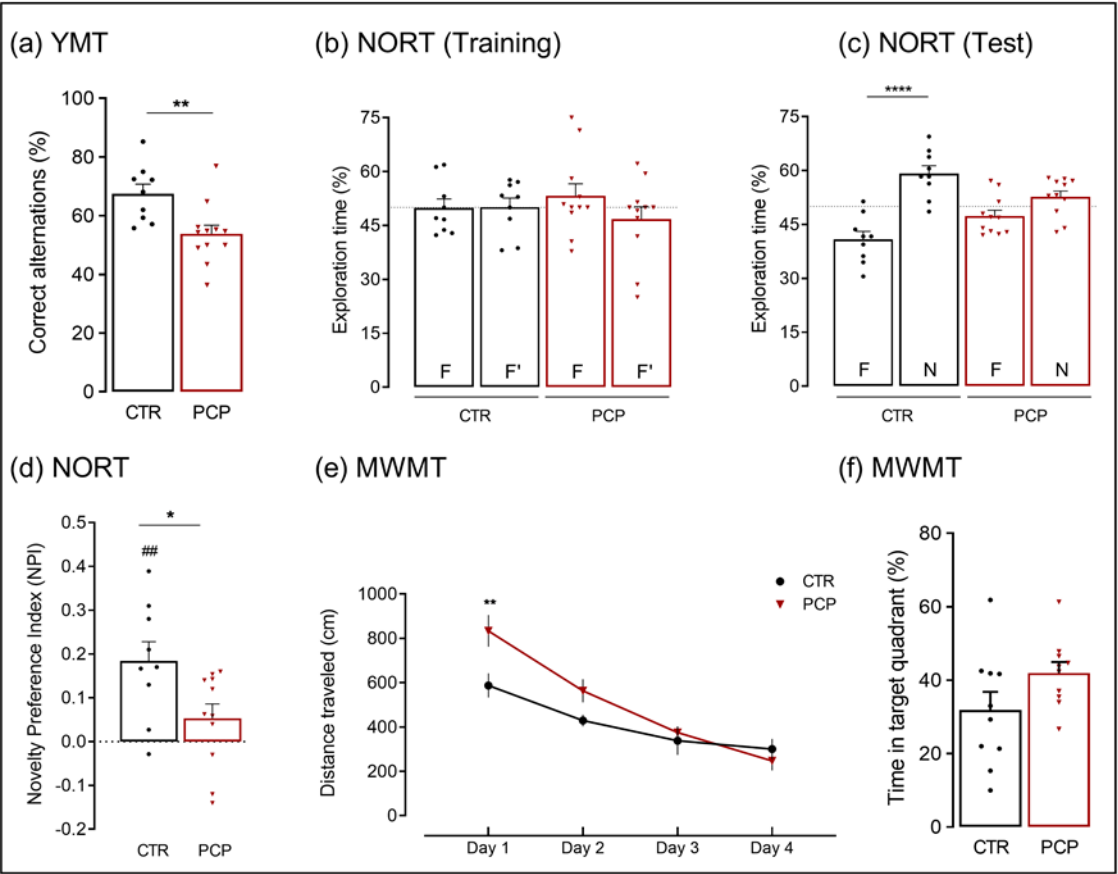 (a) YMT
(b) NORT (Training)
(c) NORT (Test)
Correct alternations (%)
100
80
60
40
20
0
**
CTR
PCP
Exploration time (%)
75
60
45
30
15
0
F
F'
F
F'
CTR
PCP
Exploration time (%)
75
60
45
30
15
0
****
F
N
F
N
CTR
PCP
(d) NORT
(e) MWMT
(f) MWMT
Novelty Preference Index (NPI)
0.5
0.4
0.3
0.2
0.1
0.0
-0.1
-0.2
*
##
CTR
PCP
Distance traveled (cm)
1000
800
600
400
200
0
**
CTR
PCP
Day 1
Day 2
Day 3
Day 4
Time in target quadrant (%)
80
60
40
20
0
CTR
PCP